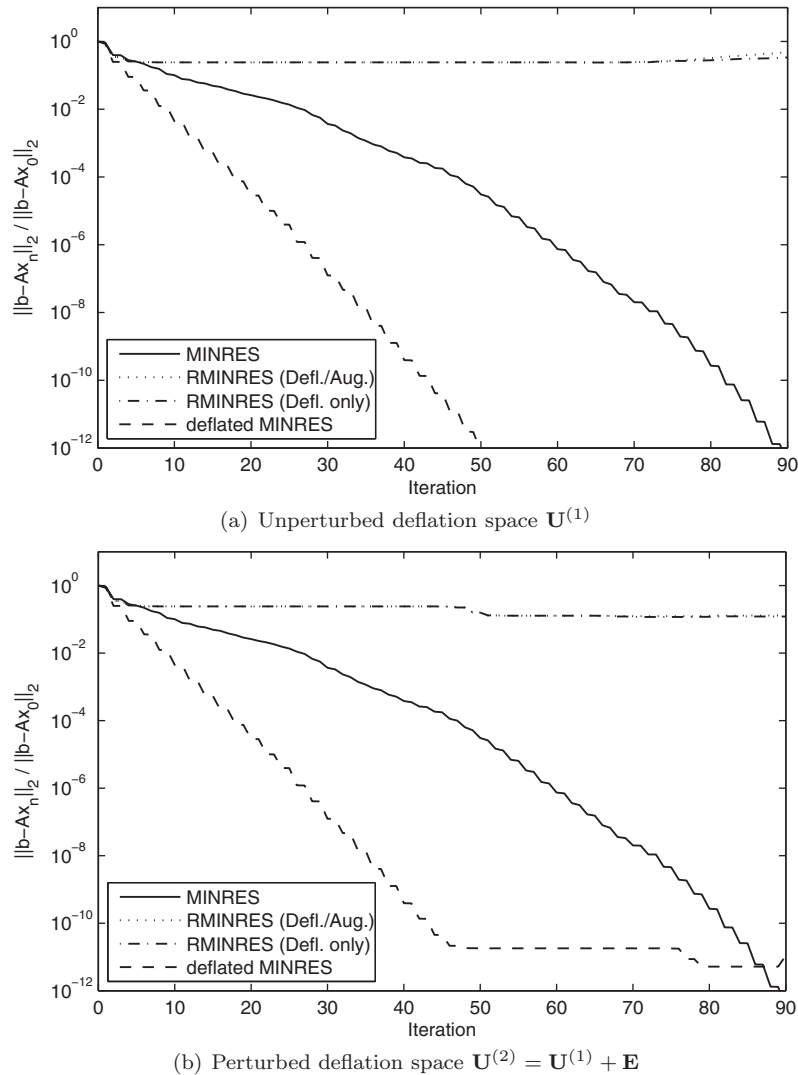 10^0
10^-2
10^-4
10^-6
10^-8
10^-10
10^-12
||b−Ax_n||_2 / ||b−Ax_0||_2
MINRES
RMINRES (Defl./Aug.)
RMINRES (Defl. only)
deflated MINRES
0 10 20 30 40 50 60 70 80 90
Iteration
(a) Unperturbed deflation space U^(1)
10^0
10^-2
10^-4
10^-6
10^-8
10^-10
10^-12
||b−Ax_n||_2 / ||b−Ax_0||_2
MINRES
RMINRES (Defl./Aug.)
RMINRES (Defl. only)
deflated MINRES
0 10 20 30 40 50 60 70 80 90
Iteration
(b) Perturbed deflation space U^(2) = U^(1) + E